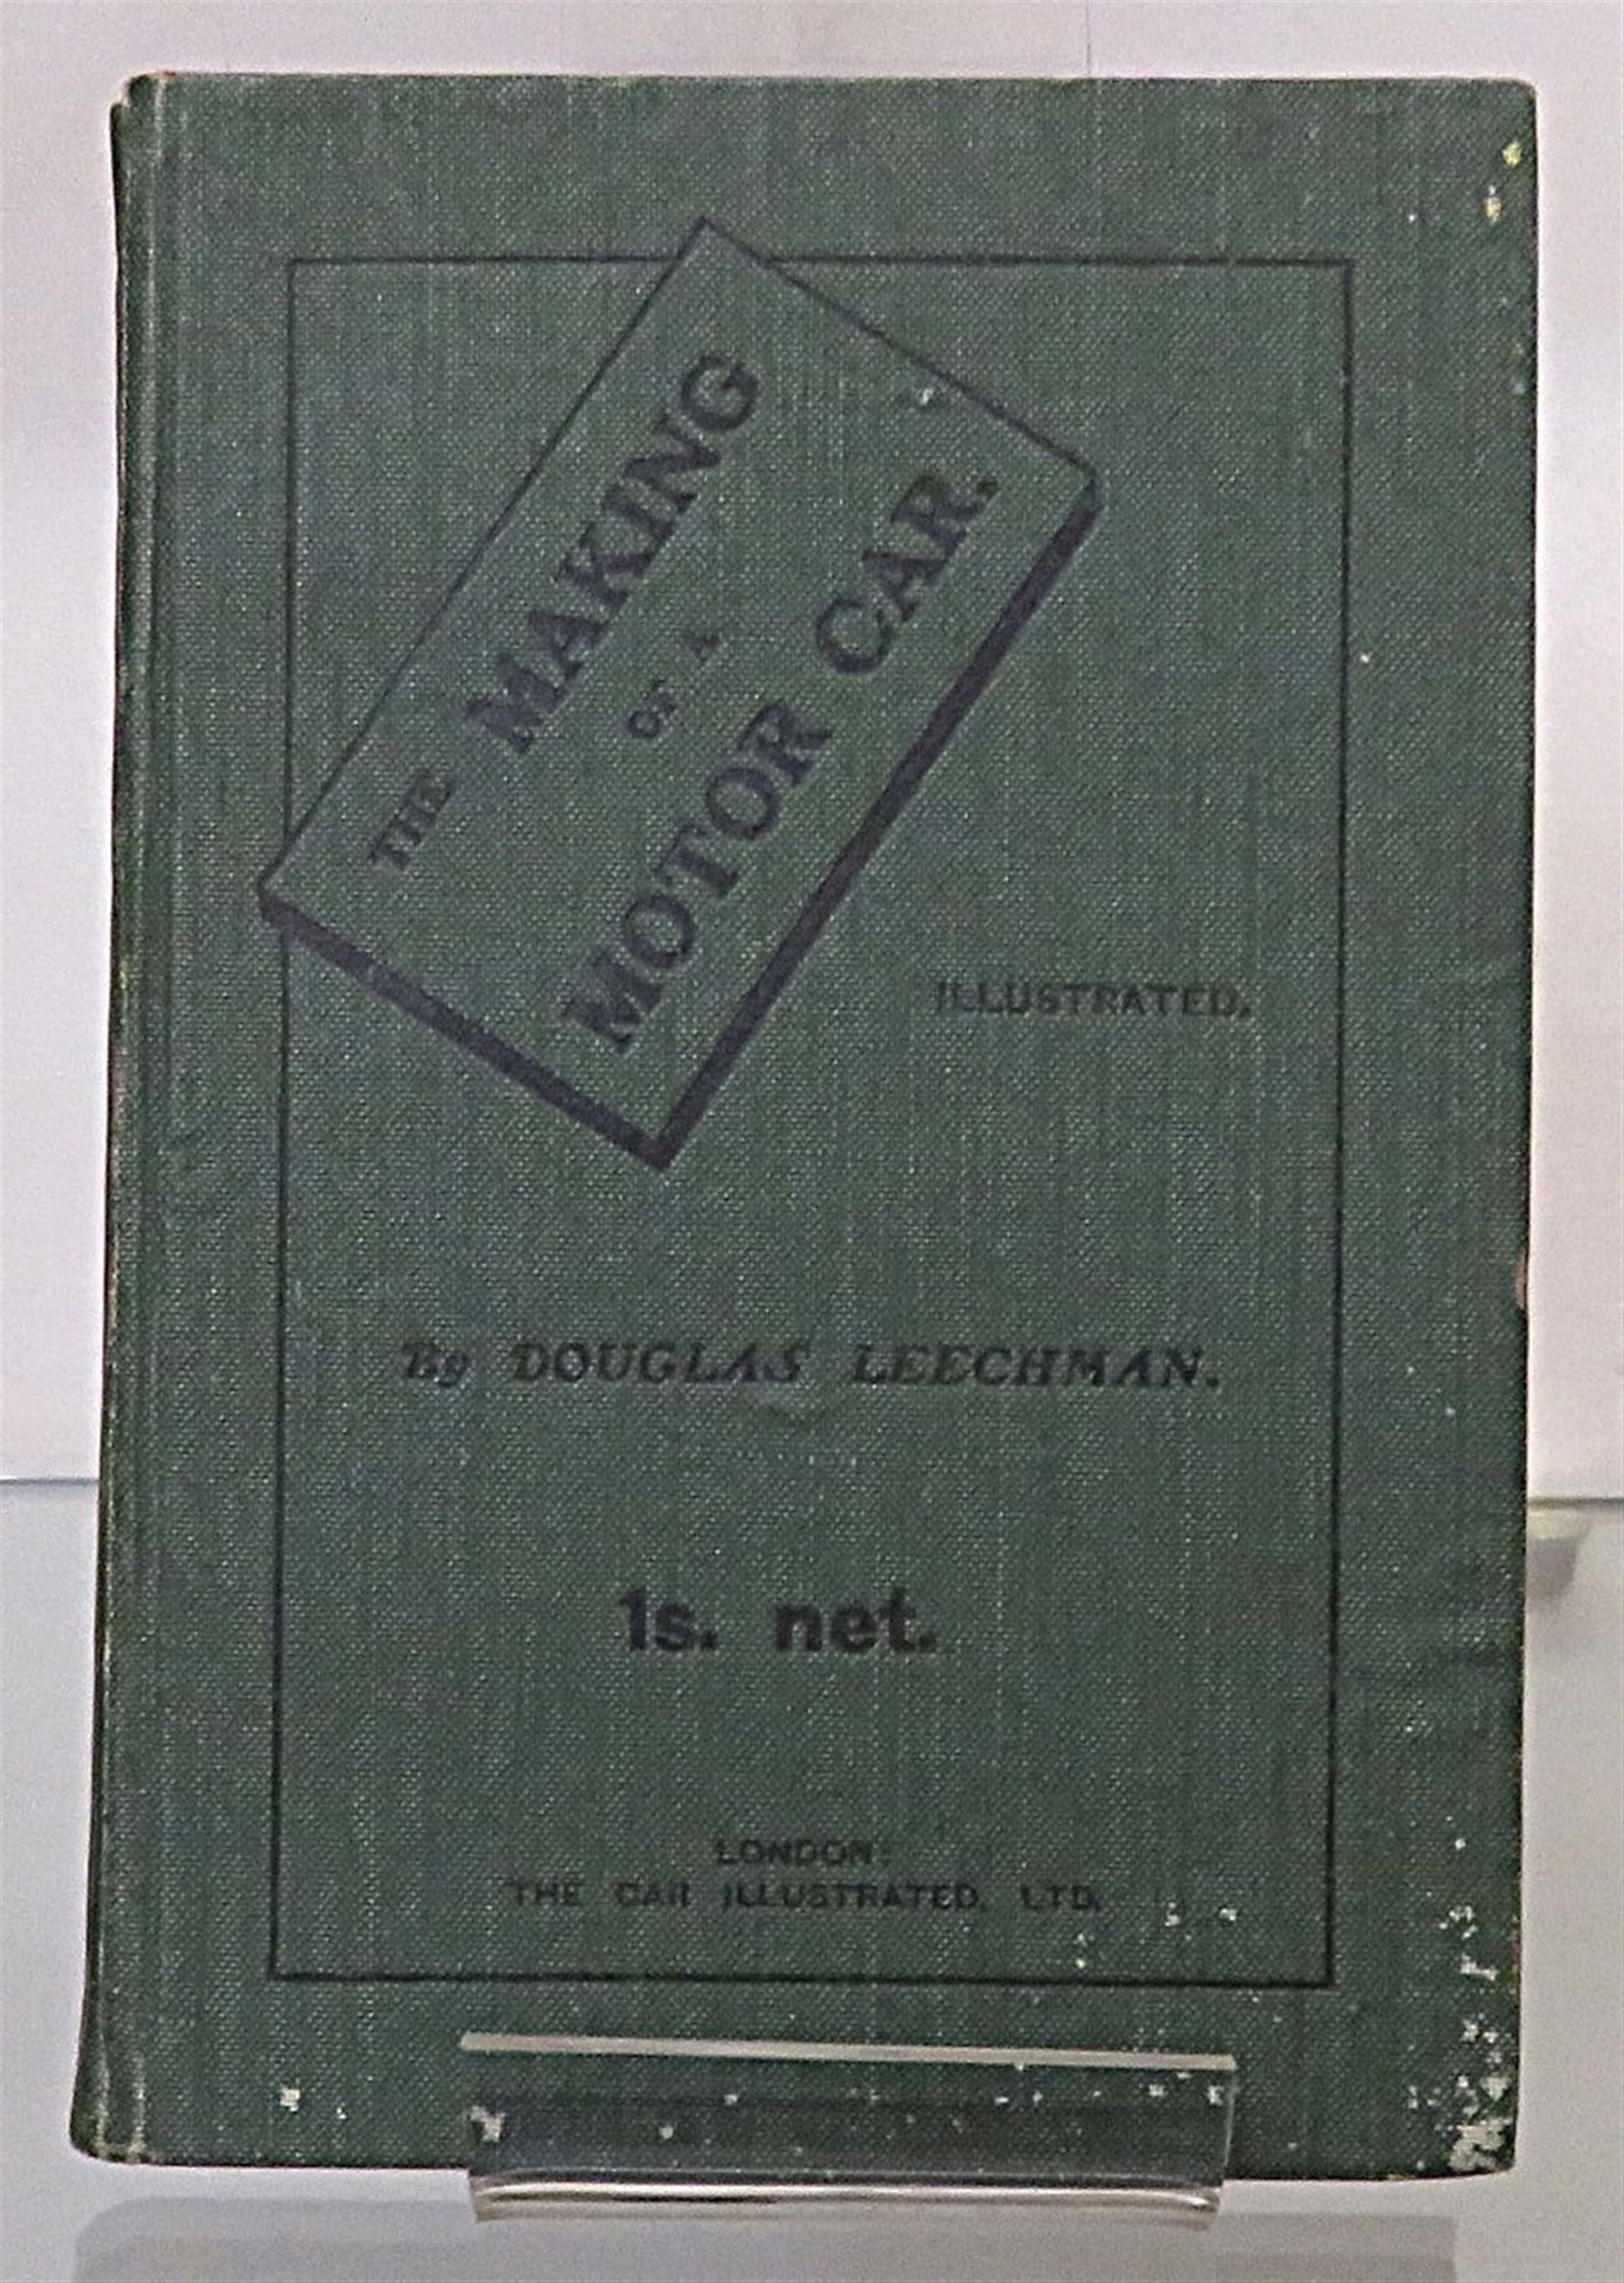 THE MAKING
OF A
MOTOR CAR.
ILLUSTRATED.
By DOUGLAS LEECHMAN.
1s. net.
LONDON:
THE CAR ILLUSTRATED, LTD.